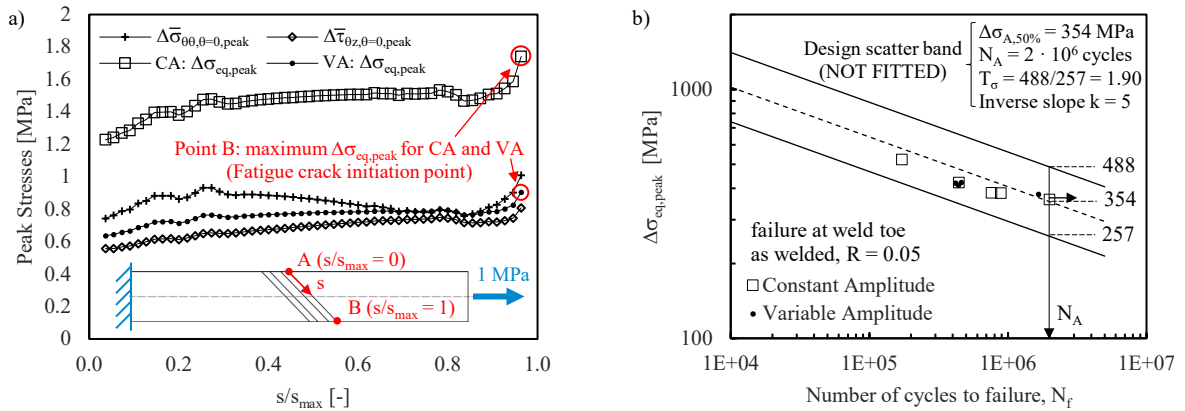 a)
Peak Stresses [MPa]
2
1.8
1.6
1.4
1.2
1
0.8
0.6
0.4
0.2
0
Δσ̅θθ,θ=0,peak
Δτ̅θz,θ=0,peak
CA: Δσeq,peak
VA: Δσeq,peak
Point B: maximum Δσeq,peak for CA and VA
(Fatigue crack initiation point)
A (s/smax = 0)
s
B (s/smax = 1)
1 MPa
0.0
0.2
0.4
0.6
0.8
1.0
s/smax [-]
b)
Δσeq,peak [MPa]
1000
100
Design scatter band
(NOT FITTED)
ΔσA,50% = 354 MPa
NA = 2 · 10⁶ cycles
Tσ = 488/257 = 1.90
Inverse slope k = 5
488
354
257
failure at weld toe
as welded, R = 0.05
Constant Amplitude
Variable Amplitude
NA
1E+04
1E+05
1E+06
1E+07
Number of cycles to failure, Nf